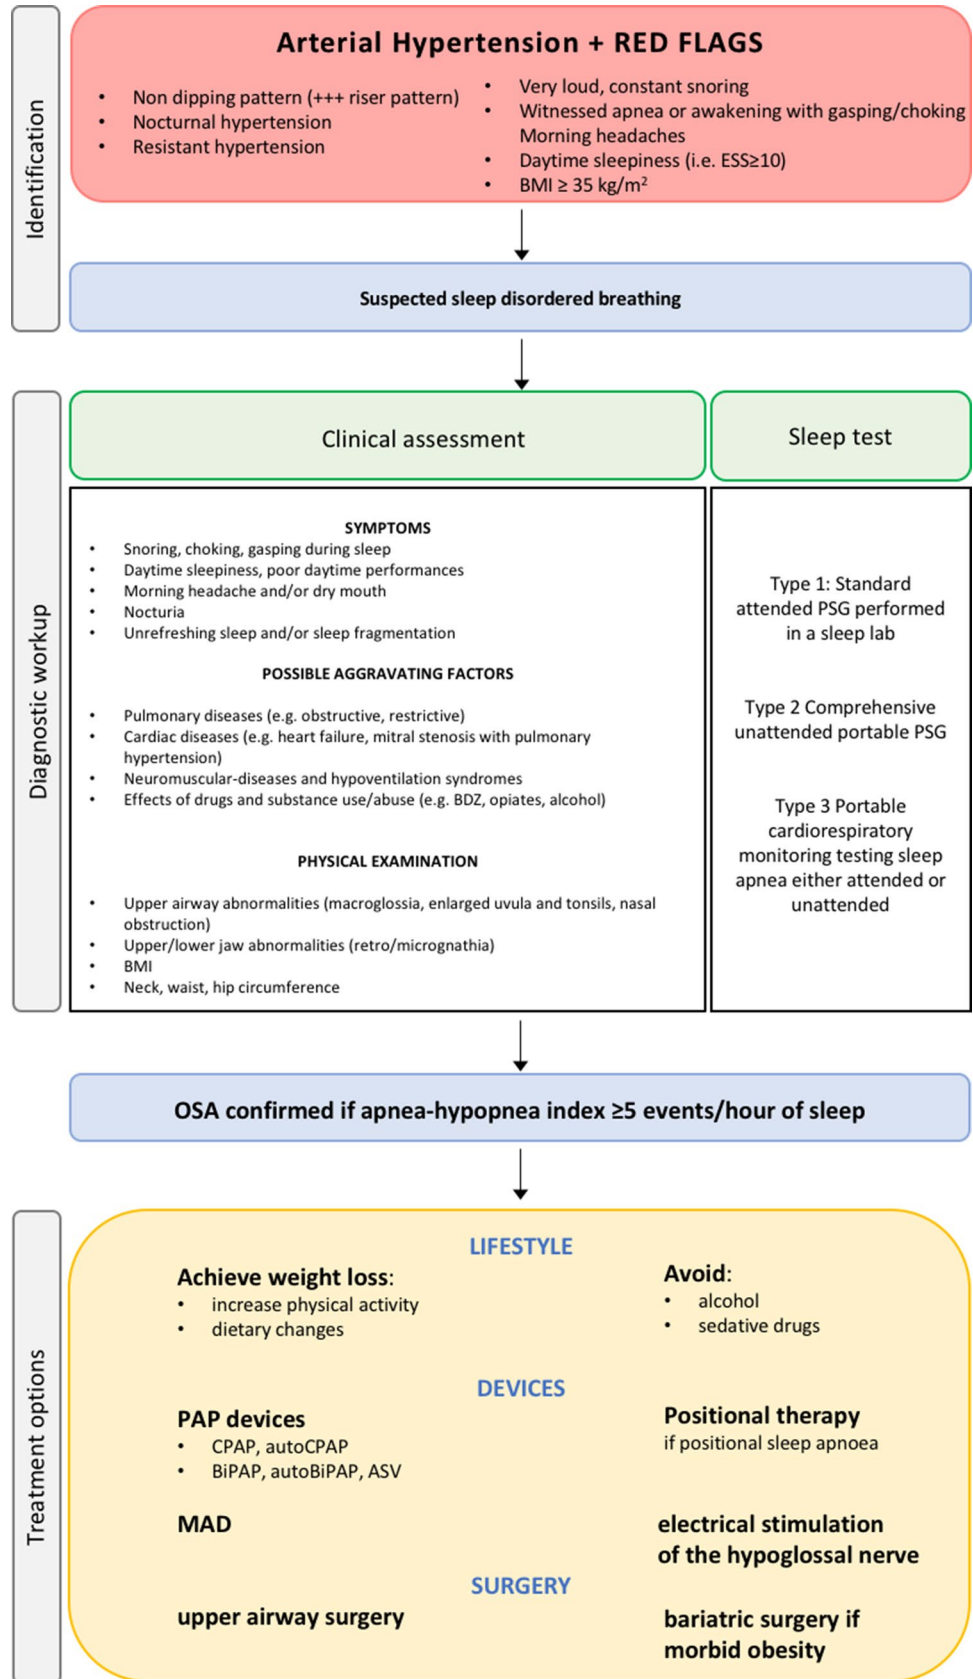 Identification
Arterial Hypertension + RED FLAGS
• Non dipping pattern (+++ riser pattern)
• Nocturnal hypertension
• Resistant hypertension
• Very loud, constant snoring
• Witnessed apnea or awakening with gasping/choking
Morning headaches
• Daytime sleepiness (i.e. ESS≥10)
• BMI ≥ 35 kg/m²
Suspected sleep disordered breathing
Diagnostic workup
Clinical assessment
SYMPTOMS
• Snoring, choking, gasping during sleep
• Daytime sleepiness, poor daytime performances
• Morning headache and/or dry mouth
• Nocturia
• Unrefreshing sleep and/or sleep fragmentation
POSSIBLE AGGRAVATING FACTORS
• Pulmonary diseases (e.g. obstructive, restrictive)
• Cardiac diseases (e.g. heart failure, mitral stenosis with pulmonary
hypertension)
• Neuromuscular-diseases and hypoventilation syndromes
• Effects of drugs and substance use/abuse (e.g. BDZ, opiates, alcohol)
PHYSICAL EXAMINATION
• Upper airway abnormalities (macroglossia, enlarged uvula and tonsils, nasal
obstruction)
• Upper/lower jaw abnormalities (retro/micrognathia)
• BMI
• Neck, waist, hip circumference
Sleep test
Type 1: Standard
attended PSG performed
in a sleep lab
Type 2 Comprehensive
unattended portable PSG
Type 3 Portable
cardiorespiratory
monitoring testing sleep
apnea either attended or
unattended
OSA confirmed if apnea-hypopnea index ≥5 events/hour of sleep
Treatment options
LIFESTYLE
Achieve weight loss:
• increase physical activity
• dietary changes
Avoid:
• alcohol
• sedative drugs
DEVICES
PAP devices
• CPAP, autoCPAP
• BiPAP, autoBiPAP, ASV
Positional therapy
if positional sleep apnoea
MAD
electrical stimulation
of the hypoglossal nerve
SURGERY
upper airway surgery
bariatric surgery if
morbid obesity